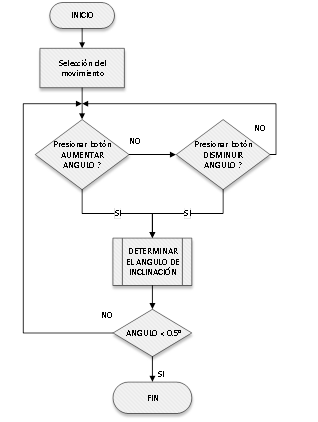 INICIO
Selección del
movimiento
Presionar botón
AUMENTAR
ANGULO ?
NO
Presionar botón
DISMINUIR
ANGULO ?
NO
SI
SI
DETERMINAR
EL ANGULO DE
INCLINACIÓN
NO
ANGULO < 0.5º
SI
FIN